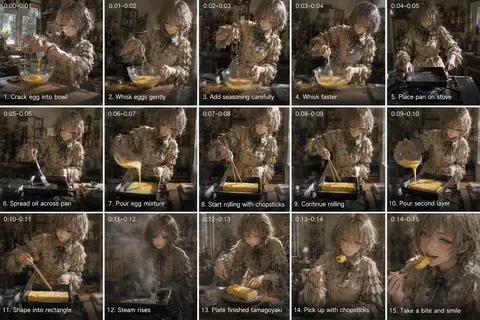 0:00–0:01
1. Crack egg into bowl
0:01–0:02
2. Whisk eggs gently
0:02–0:03
3. Add seasoning carefully
0:03–0:04
4. Whisk faster
0:04–0:05
5. Place pan on stove
0:05–0:06
6. Spread oil across pan
0:06–0:07
7. Pour egg mixture
0:07–0:08
8. Start rolling with chopsticks
0:08–0:09
9. Continue rolling
0:09–0:10
10. Pour second layer
0:10–0:11
11. Shape into rectangle
0:11–0:12
12. Steam rises
0:12–0:13
13. Plate finished tamagoyaki
0:13–0:14
14. Pick up with chopsticks
0:14–0:15
15. Take a bite and smile